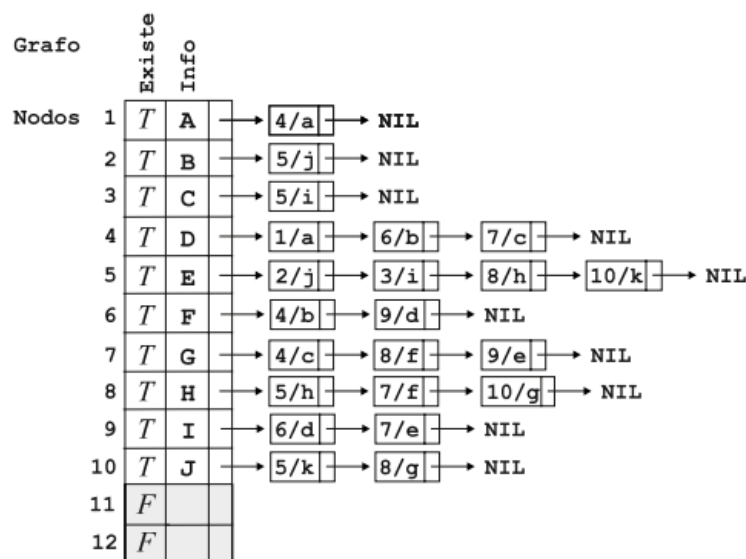 Grafo Existe Info
Nodos 1 T A 4/a NIL
2 T B 5/j NIL
3 T C 5/i NIL
4 T D 1/a 6/b 7/c NIL
5 T E 2/j 3/i 8/h 10/k NIL
6 T F 4/b 9/d NIL
7 T G 4/c 8/f 9/e NIL
8 T H 5/h 7/f 10/g NIL
9 T I 6/d 7/e NIL
10 T J 5/k 8/g NIL
11 F
12 F